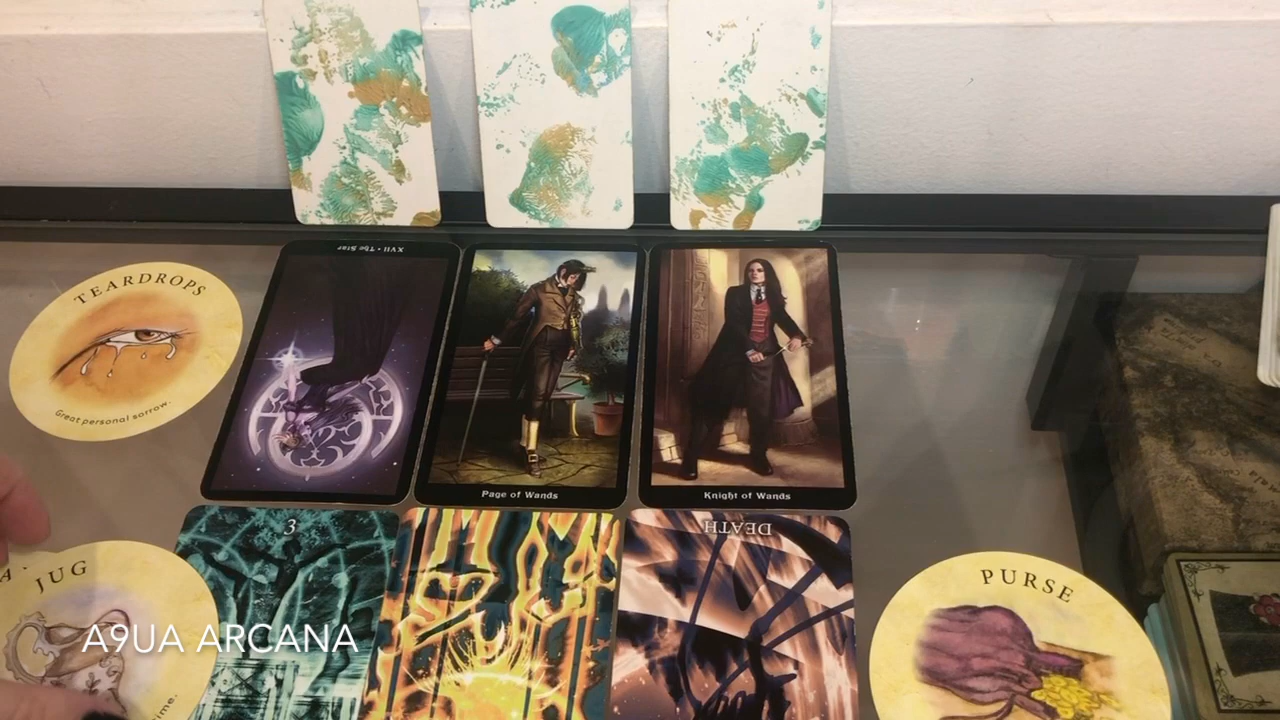 TEARDROPS
Great personal sorrow.
XVII • The Star
Page of Wands
Knight of Wands
3
DEATH
JUG
PURSE
A9UA ARCANA